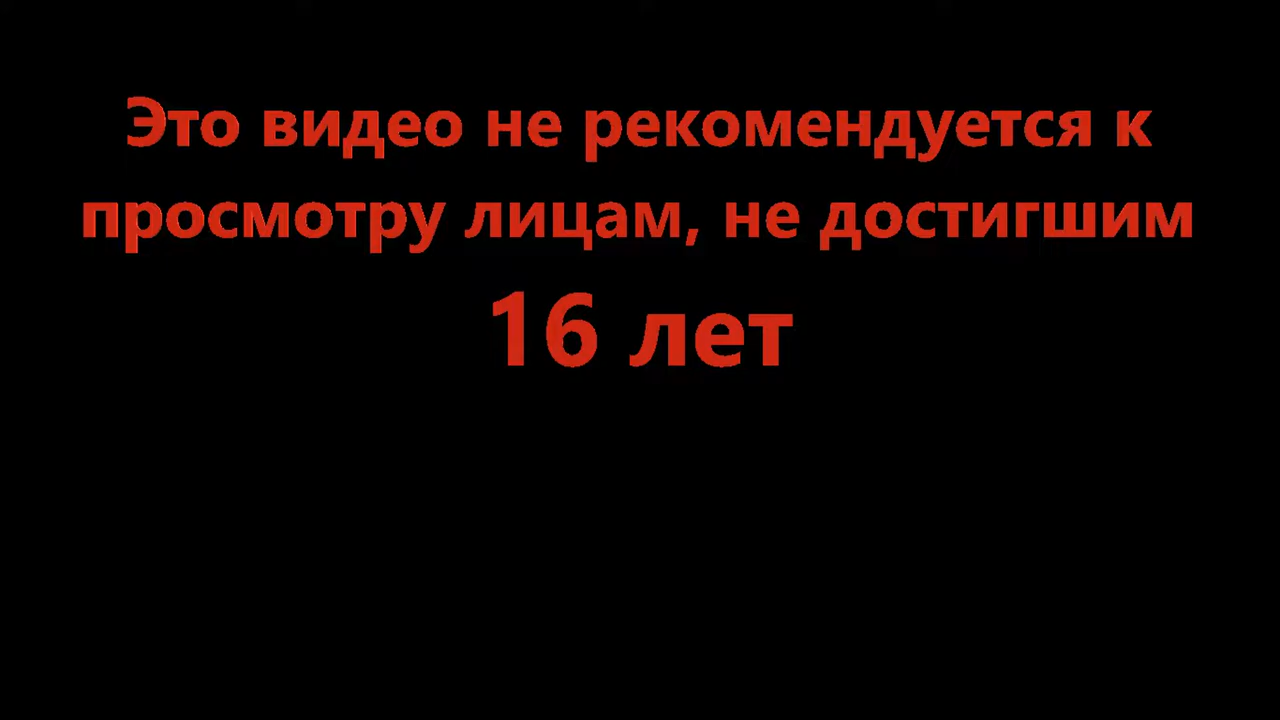 Это видео не рекомендуется к
просмотру лицам, не достигшим
16 лет